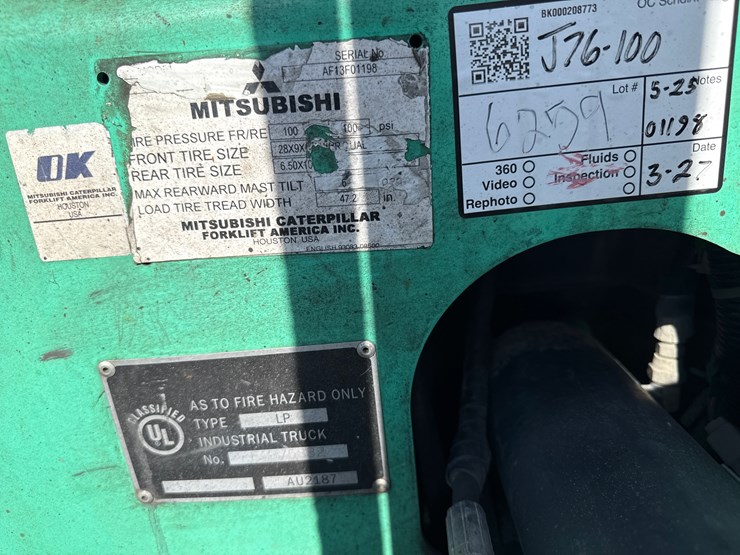 SERIAL No
AF13F01198
MITSUBISHI
IRE PRESSURE FR/RE 100 100 psi
FRONT TIRE SIZE 28X9X
REAR TIRE SIZE 6.50X10
MAX REARWARD MAST TILT 6
LOAD TIRE TREAD WIDTH 47.2 in.
MITSUBISHI CATERPILLAR
FORKLIFT AMERICA INC.
HOUSTON, USA
OK
MITSUBISHI CATERPILLAR
FORKLIFT AMERICA INC.
HOUSTON
USA
BK000208773
J76-100
Lot #
6259
Notes
5-25
01198
360
Video
Rephoto
Fluids
Inspection
Date
3-27
CLASSIFIED
UL
AS TO FIRE HAZARD ONLY
TYPE LP
INDUSTRIAL TRUCK
No.
AU2187